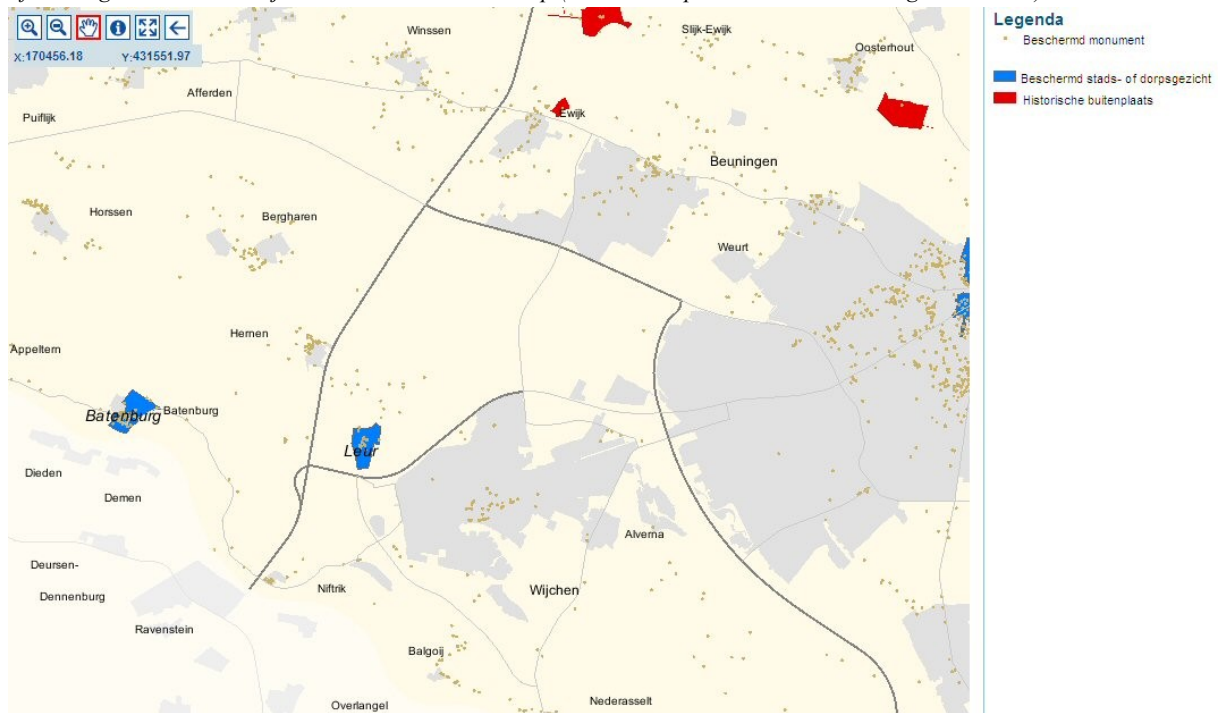 X:170456.18 Y:431551.97
Winssen
Slijk-Ewijk
Oosterhout
Afferden
Puiflijk
Ewijk
Beuningen
Horssen
Bergharen
Weurt
Hernen
Appeltern
Batenburg
Batenburg
Leur
Dieden
Demen
Alverna
Deursen-
Dennenburg
Niftrik
Wijchen
Ravenstein
Balgoij
Overlangel
Nederasselt
Legenda
Beschermd monument
Beschermd stads- of dorpsgezicht
Historische buitenplaats